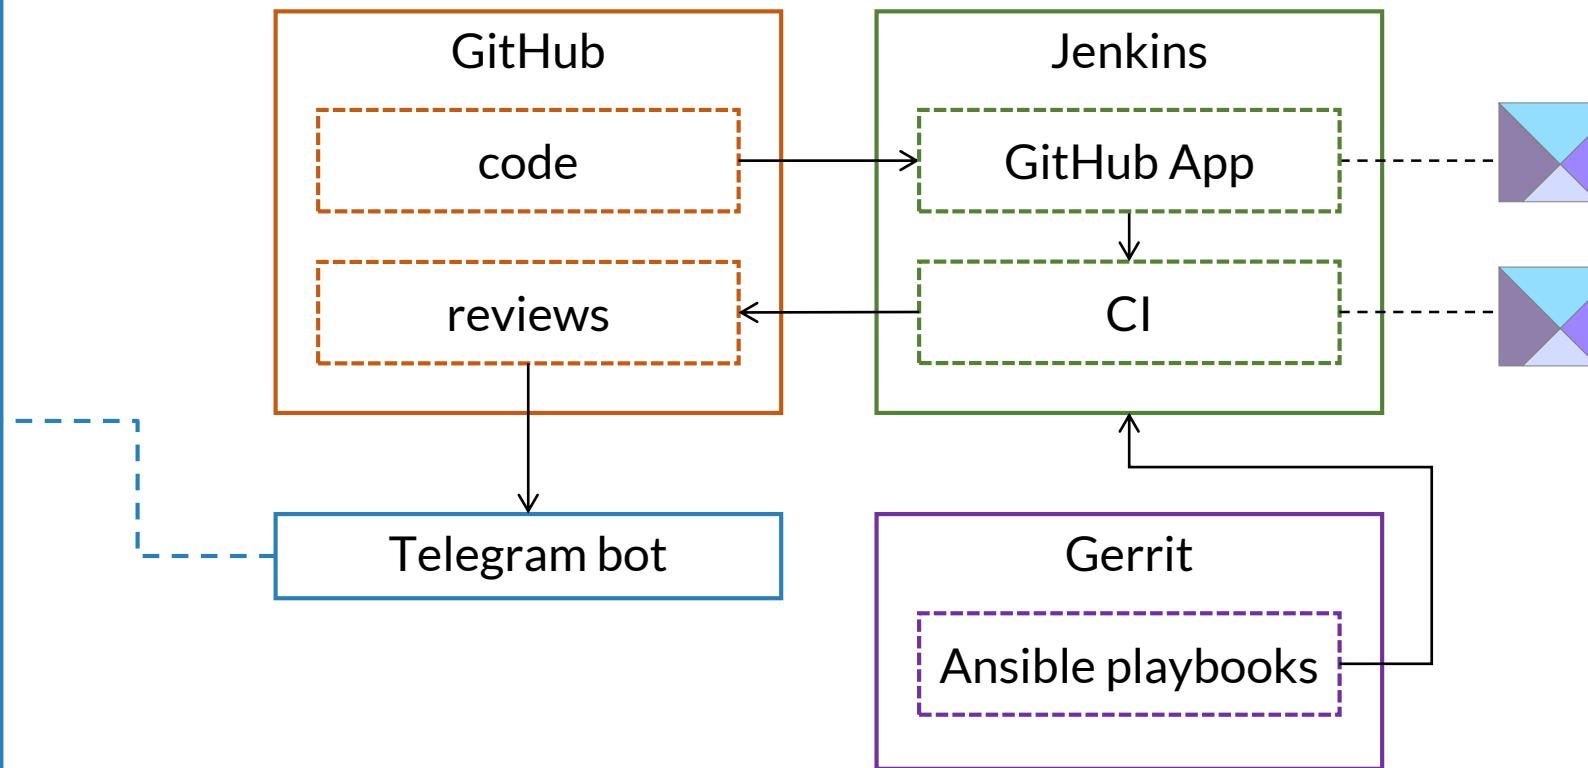 GitHub
code
reviews
Jenkins
GitHub App
CI
Telegram bot
Gerrit
Ansible playbooks